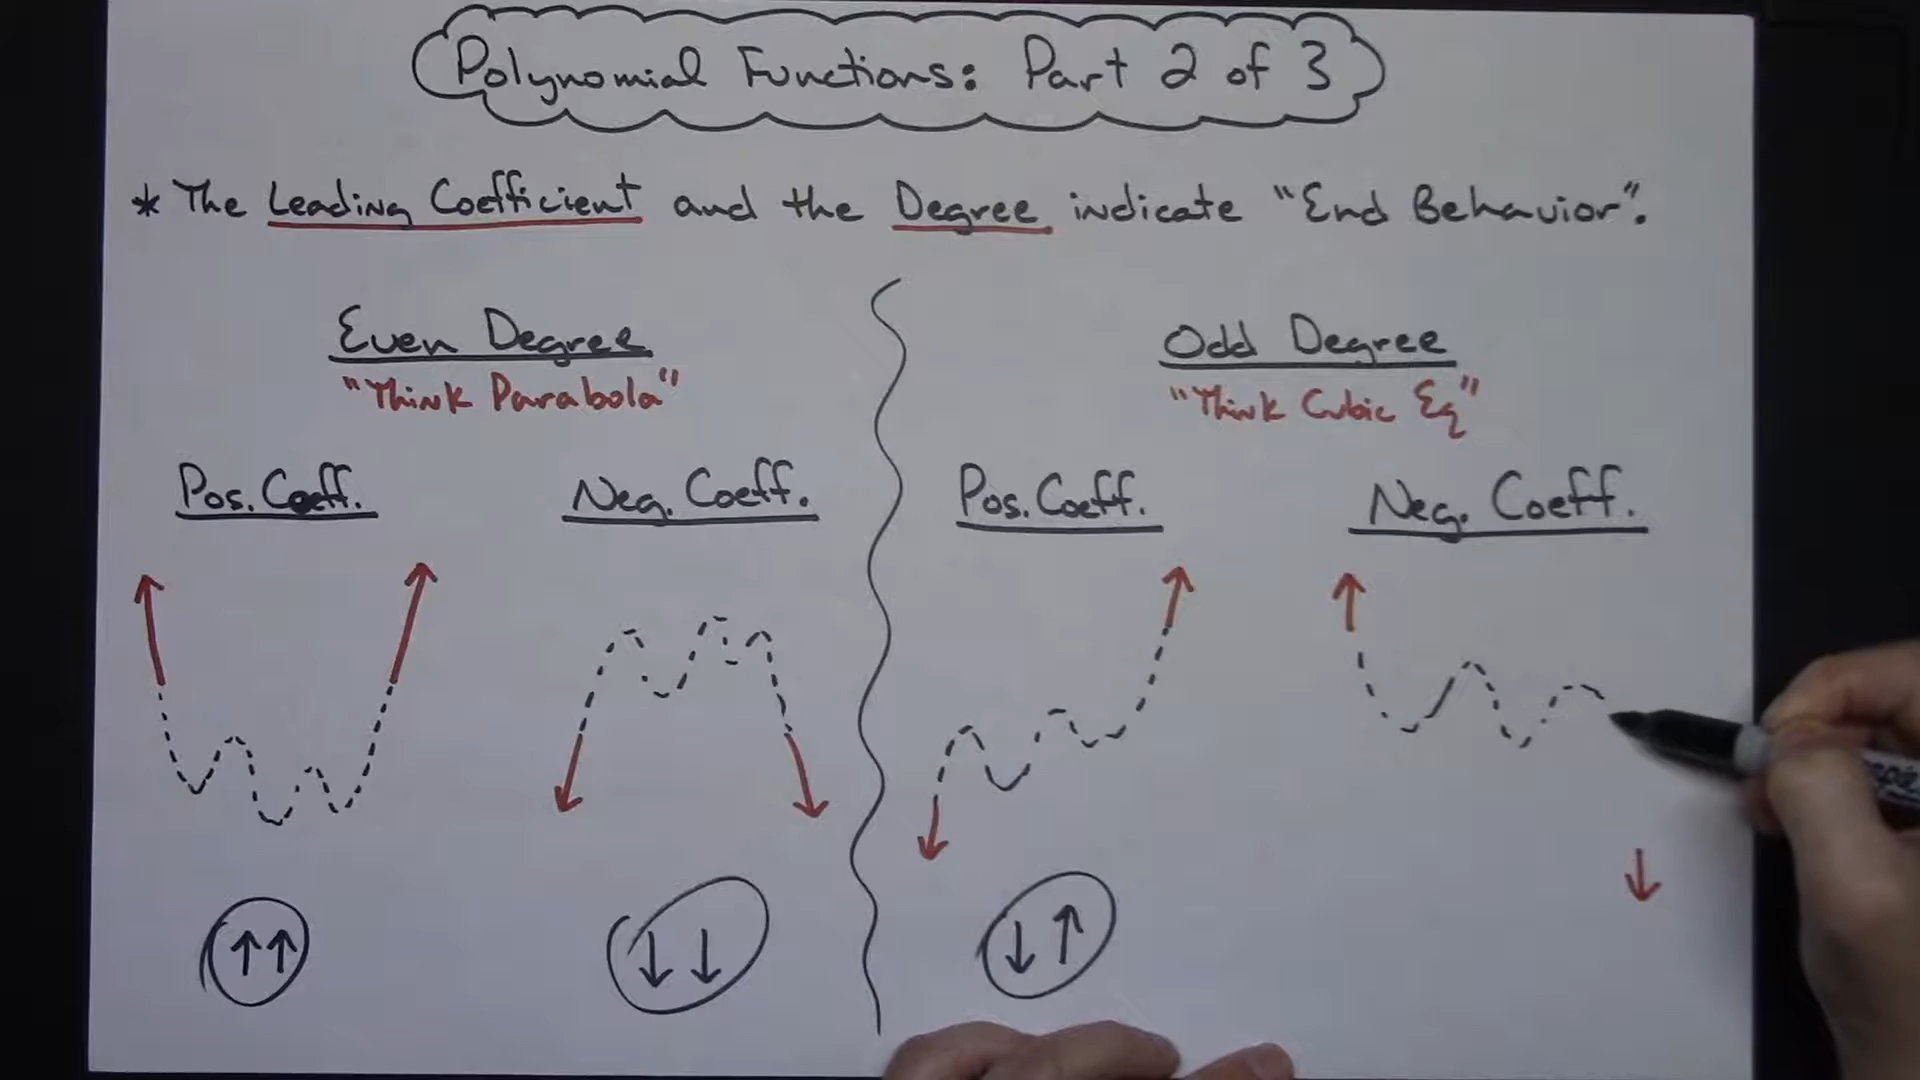 Polynomial Functions: Part 2 of 3
* The Leading Coefficient and the Degree indicate "End Behavior".
Even Degree
"Think Parabola"
Pos. Coeff.
Neg. Coeff.
↑↑
↓↓
Odd Degree
"Think Cubic Eq"
Pos. Coeff.
Neg. Coeff.
↓↑